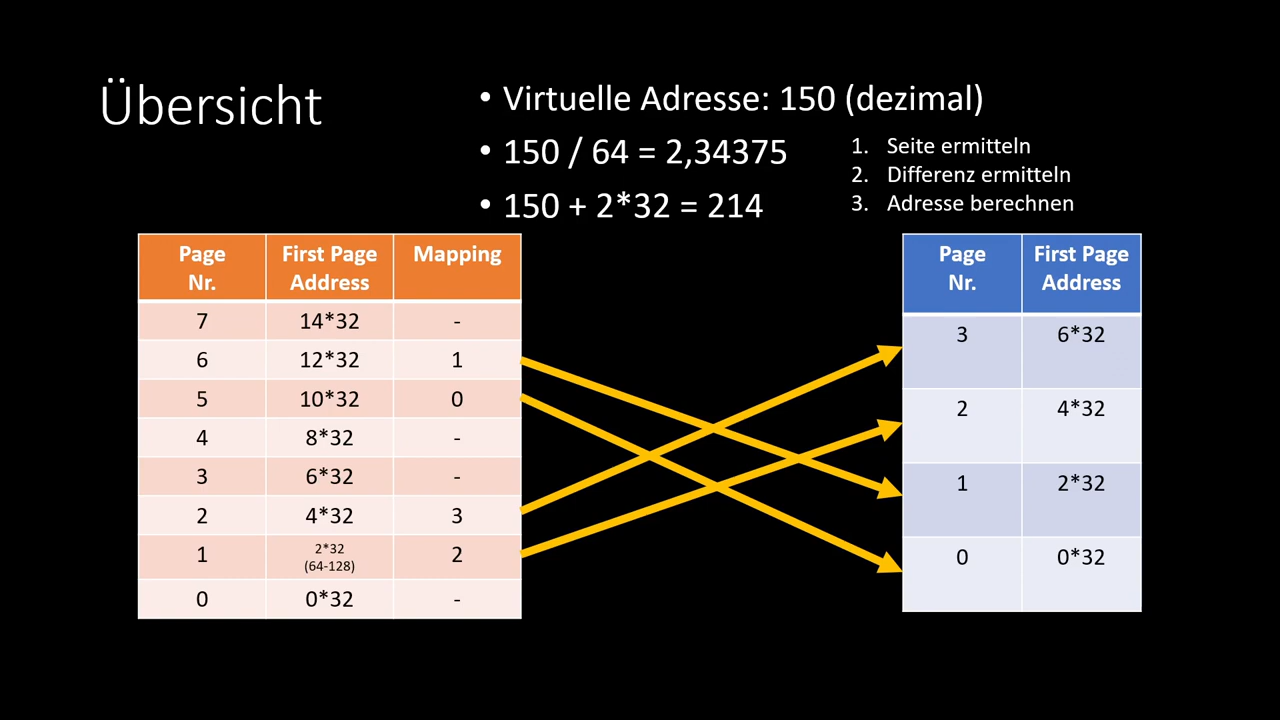 Übersicht
• Virtuelle Adresse: 150 (dezimal)
• 150 / 64 = 2,34375
• 150 + 2*32 = 214
1. Seite ermitteln
2. Differenz ermitteln
3. Adresse berechnen
Page Nr. First Page Address Mapping
7 14*32 -
6 12*32 1
5 10*32 0
4 8*32 -
3 6*32 -
2 4*32 3
1 2*32 (64-128) 2
0 0*32 -
Page Nr. First Page Address
3 6*32
2 4*32
1 2*32
0 0*32